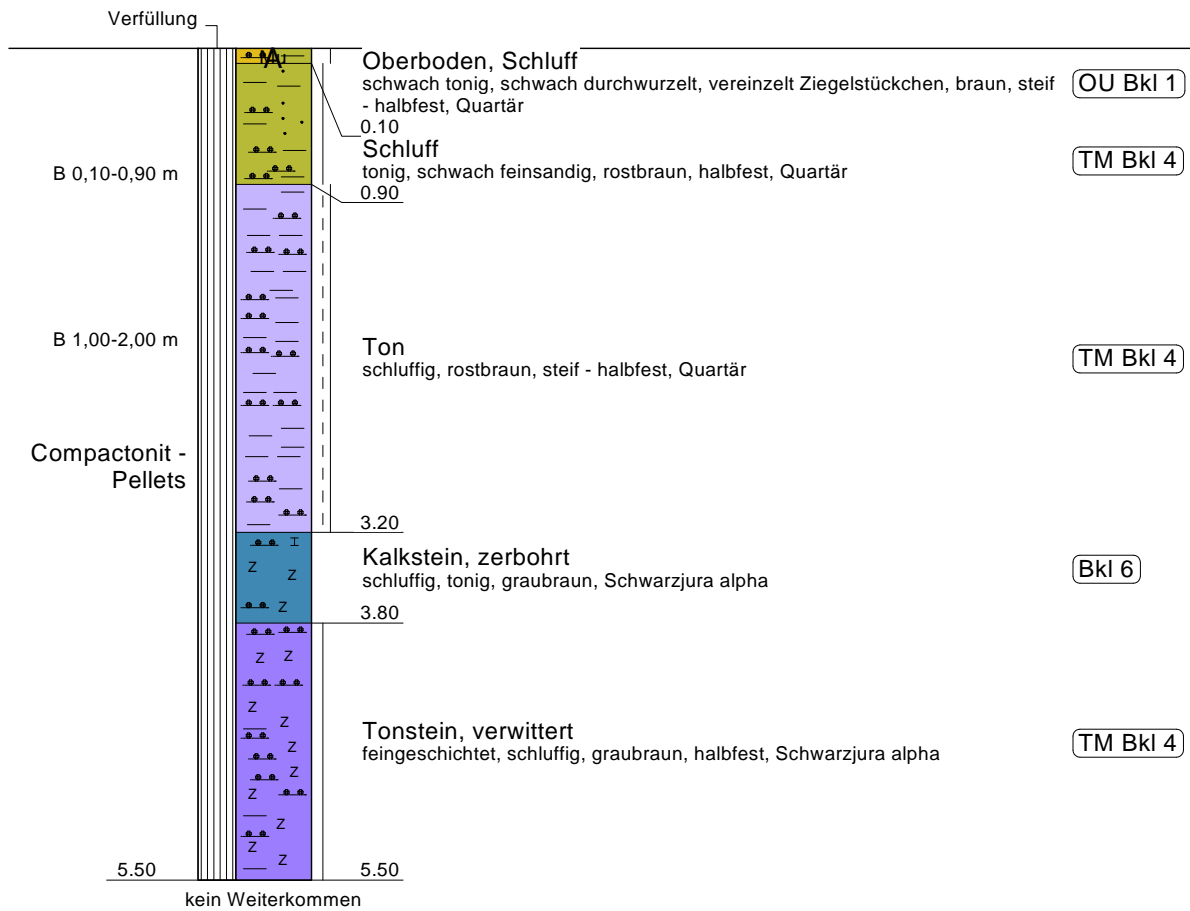 Verfüllung
Oberboden, Schluff
schwach tonig, schwach durchwurzelt, vereinzelt Ziegelstückchen, braun, steif
- halbfest, Quartär
OU Bkl 1
0.10
Schluff
tonig, schwach feinsandig, rostbraun, halbfest, Quartär
TM Bkl 4
B 0,10-0,90 m
0.90
B 1,00-2,00 m
Ton
schluffig, rostbraun, steif - halbfest, Quartär
TM Bkl 4
Compactonit -
Pellets
3.20
Kalkstein, zerbohrt
schluffig, tonig, graubraun, Schwarzjura alpha
Bkl 6
3.80
Tonstein, verwittert
feingeschichtet, schluffig, graubraun, halbfest, Schwarzjura alpha
TM Bkl 4
5.50
5.50
kein Weiterkommen